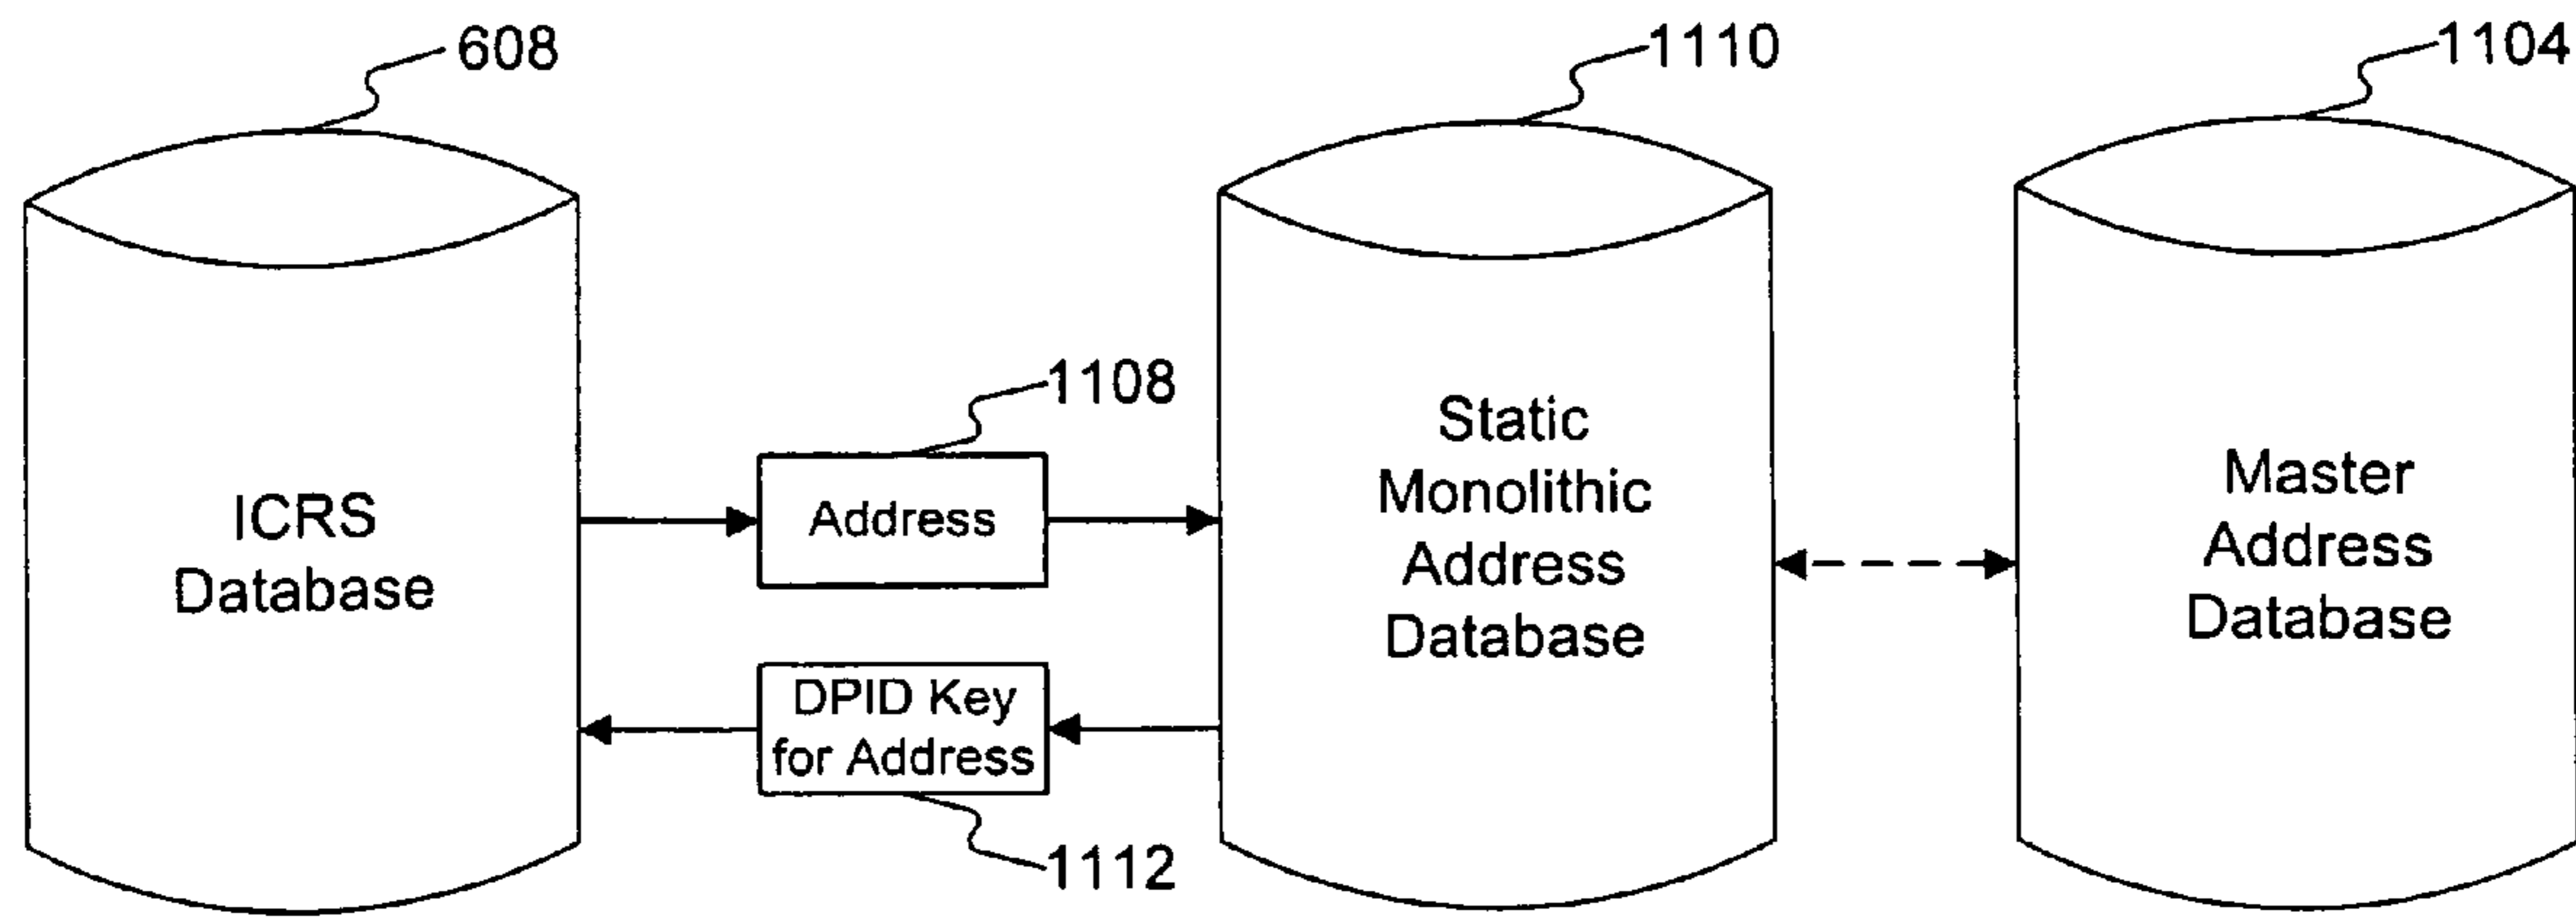 608
1110
1104
1108
ICRS
Database
Address
DPID Key
for Address
1112
Static
Monolithic
Address
Database
Master
Address
Database